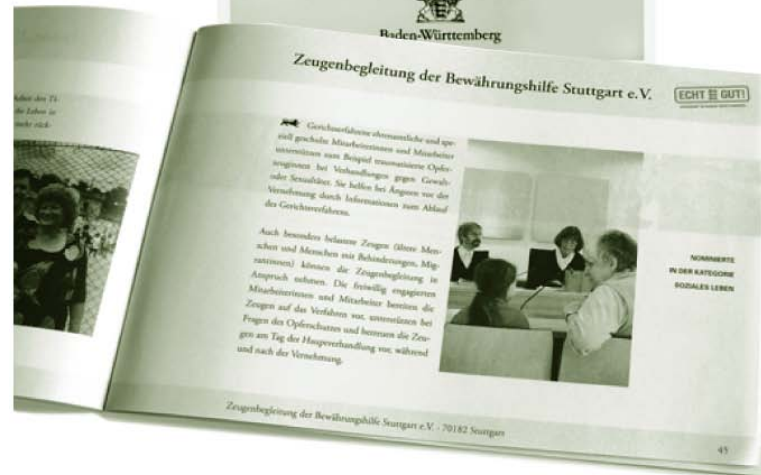 Baden-Württemberg
Zeugenbegleitung der Bewährungshilfe Stuttgart e.V.
ECHT GUT!
Gerichtserfahrene ehrenamtliche und spe-
ziell geschulte Mitarbeiterinnen und Mitarbeiter
unterstützen zum Beispiel traumatisierte Opfer-
zeuginnen bei Verhandlungen gegen Gewalt-
oder Sexualtäter. Sie helfen bei Ängsten vor der
Vernehmung durch Informationen zum Ablauf
des Gerichtsverfahrens.
Auch besonders belastete Zeugen (ältere Men-
schen und Menschen mit Behinderungen, Mig-
rantinnen) können die Zeugenbegleitung in
Anspruch nehmen. Die freiwillig engagierten
Mitarbeiterinnen und Mitarbeiter bereiten die
Zeugen auf das Verfahren vor, unterstützen bei
Fragen des Opferschutzes und betreuen die Zeu-
gen am Tag der Hauptverhandlung vor, während
und nach der Vernehmung.
NOMINIERTE
IN DER KATEGORIE
SOZIALES LEBEN
Zeugenbegleitung der Bewährungshilfe Stuttgart e.V. - 70182 Stuttgart
45